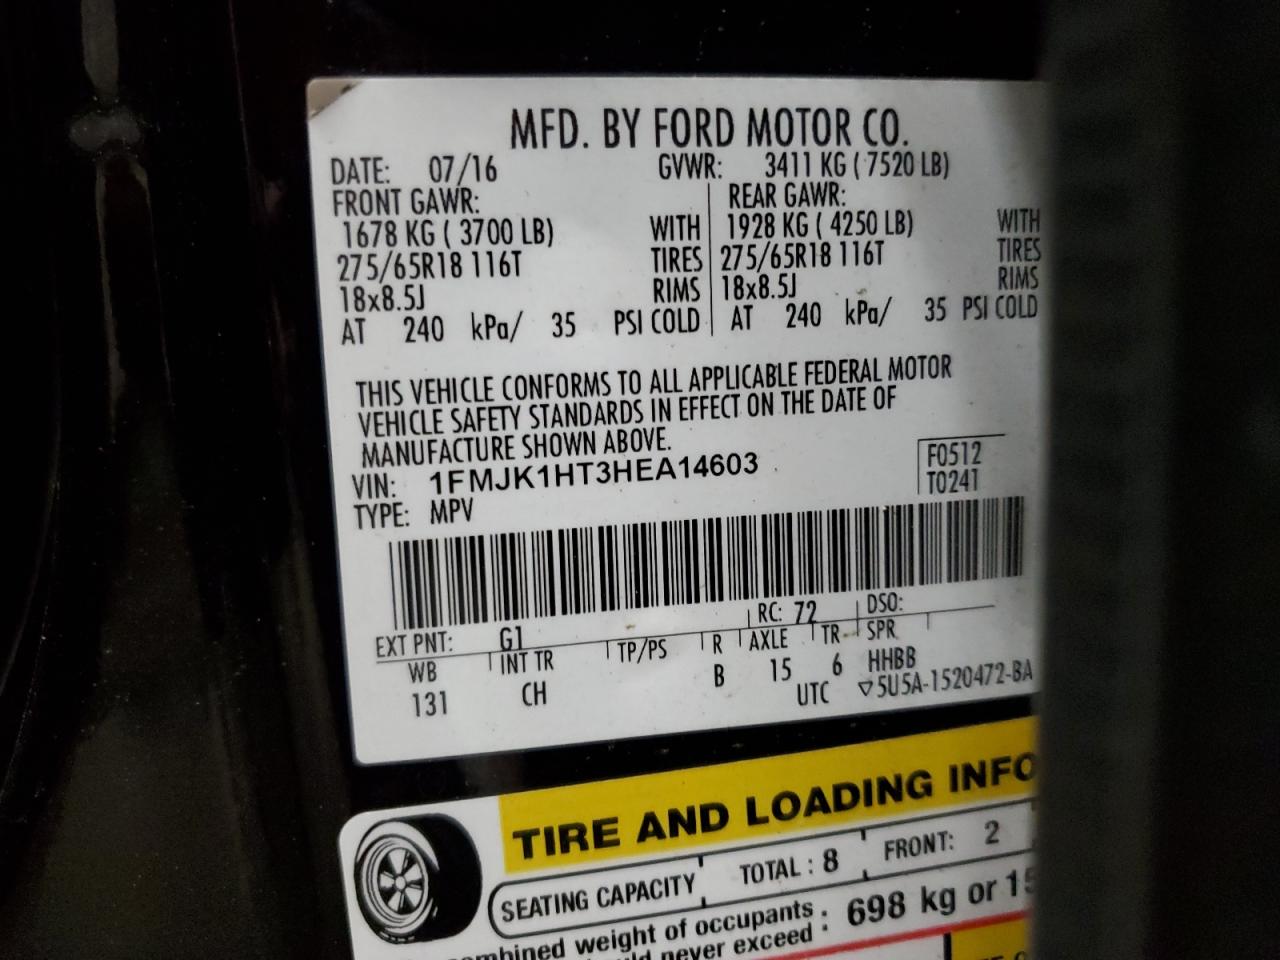 MFD. BY FORD MOTOR CO.
DATE: 07/16 GVWR: 3411 KG ( 7520 LB)
FRONT GAWR: REAR GAWR:
1678 KG ( 3700 LB) WITH 1928 KG ( 4250 LB) WITH
275/65R18 116T TIRES 275/65R18 116T TIRES
18x8.5J RIMS 18x8.5J RIMS
AT 240 kPa/ 35 PSI COLD AT 240 kPa/ 35 PSI COLD
THIS VEHICLE CONFORMS TO ALL APPLICABLE FEDERAL MOTOR
VEHICLE SAFETY STANDARDS IN EFFECT ON THE DATE OF
MANUFACTURE SHOWN ABOVE.
VIN: 1FMJK1HT3HEA14603 F0512
TYPE: MPV T0241
RC: 72 DSO:
EXT PNT: G1
WB INT TR TP/PS R AXLE TR SPR
131 CH B 15 6 HHBB
UTC ▽5U5A-1520472-BA
TIRE AND LOADING INFO
SEATING CAPACITY TOTAL : 8 FRONT: 2
mbined weight of occupants : 698 kg or 15
uld never exceed :